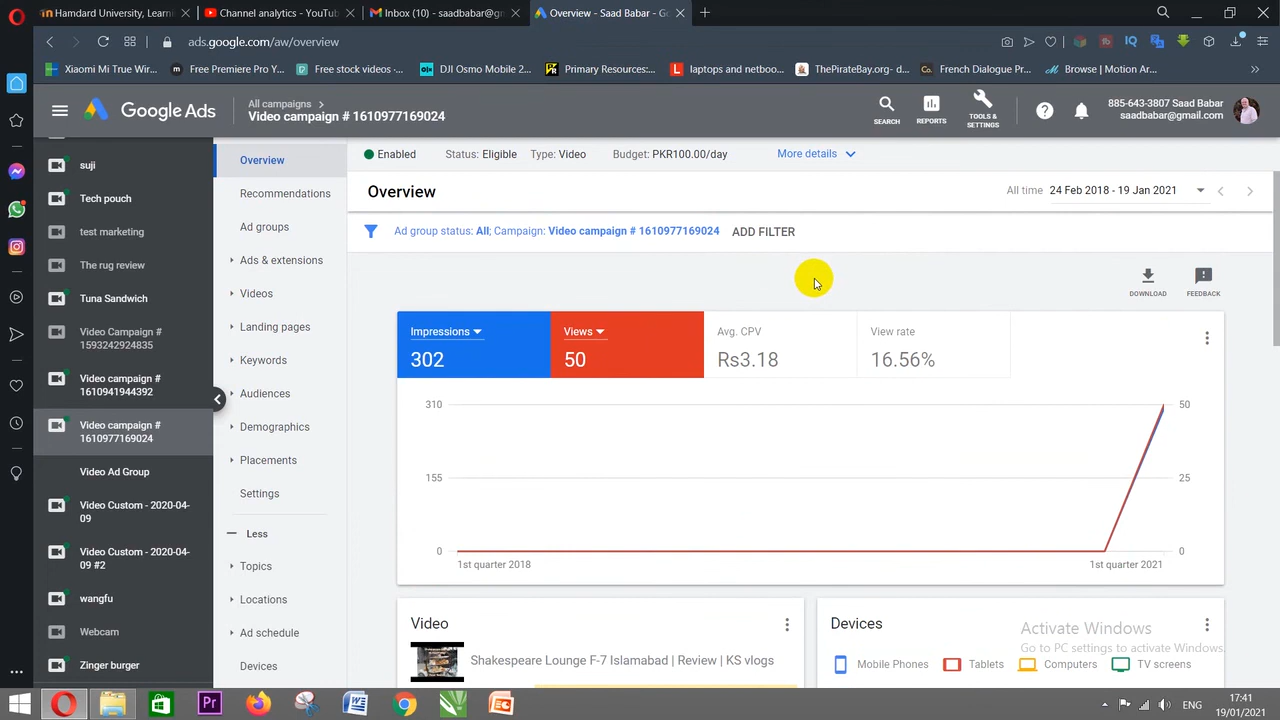 Hamdard University, Learnin
Channel analytics - YouTube
Inbox (10) - saadbabar@gm
Overview - Saad Babar - Go
ads.google.com/aw/overview
Xiaomi Mi True Wir...
Free Premiere Pro Y...
Free stock videos -...
DJI Osmo Mobile 2...
Primary Resources:...
laptops and netboo...
ThePirateBay.org- d...
French Dialogue Pr...
Browse | Motion Ar...
Google Ads
All campaigns
Video campaign # 1610977169024
SEARCH
REPORTS
TOOLS &
SETTINGS
885-643-3807 Saad Babar
saadbabar@gmail.com
suji
Tech pouch
test marketing
The rug review
Tuna Sandwich
Video Campaign #
1593242924835
Video campaign #
1610941944392
Video campaign #
1610977169024
Video Ad Group
Video Custom - 2020-04-
09
Video Custom - 2020-04-
09 #2
wangfu
Webcam
Zinger burger
Overview
Recommendations
Ad groups
Ads & extensions
Videos
Landing pages
Keywords
Audiences
Demographics
Placements
Settings
Less
Topics
Locations
Ad schedule
Devices
Enabled
Status: Eligible
Type: Video
Budget: PKR100.00/day
More details
Overview
All time
24 Feb 2018 - 19 Jan 2021
Ad group status: All; Campaign: Video campaign # 1610977169024
ADD FILTER
DOWNLOAD
FEEDBACK
Impressions
302
Views
50
Avg. CPV
Rs3.18
View rate
16.56%
310
155
0
50
25
0
1st quarter 2018
1st quarter 2021
Video
Shakespeare Lounge F-7 Islamabad | Review | KS vlogs
Devices
Mobile Phones
Tablets
Computers
TV screens
Activate Windows
Go to PC settings to activate Windows.
ENG
17:41
19/01/2021